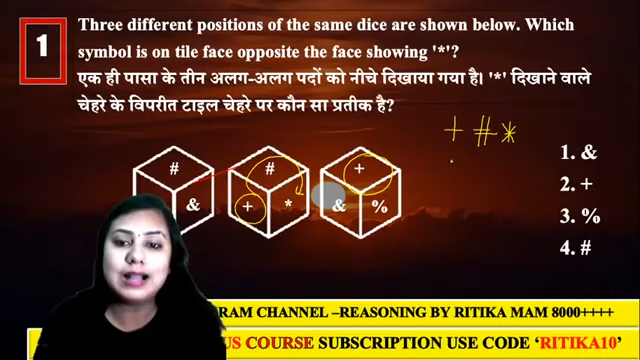 1
Three different positions of the same dice are shown below. Which
symbol is on tile face opposite the face showing '*'?
एक ही पासा के तीन अलग-अलग पदों को नीचे दिखाया गया है। '*' दिखाने वाले
चेहरे के विपरीत टाइल चेहरे पर कौन सा प्रतीक है?
+ # *
# &
# + *
+ & %
1. &
2. +
3. %
4. #
RAM CHANNEL –REASONING BY RITIKA MAM 8000++++
US COURSE SUBSCRIPTION USE CODE ‘RITIKA10’